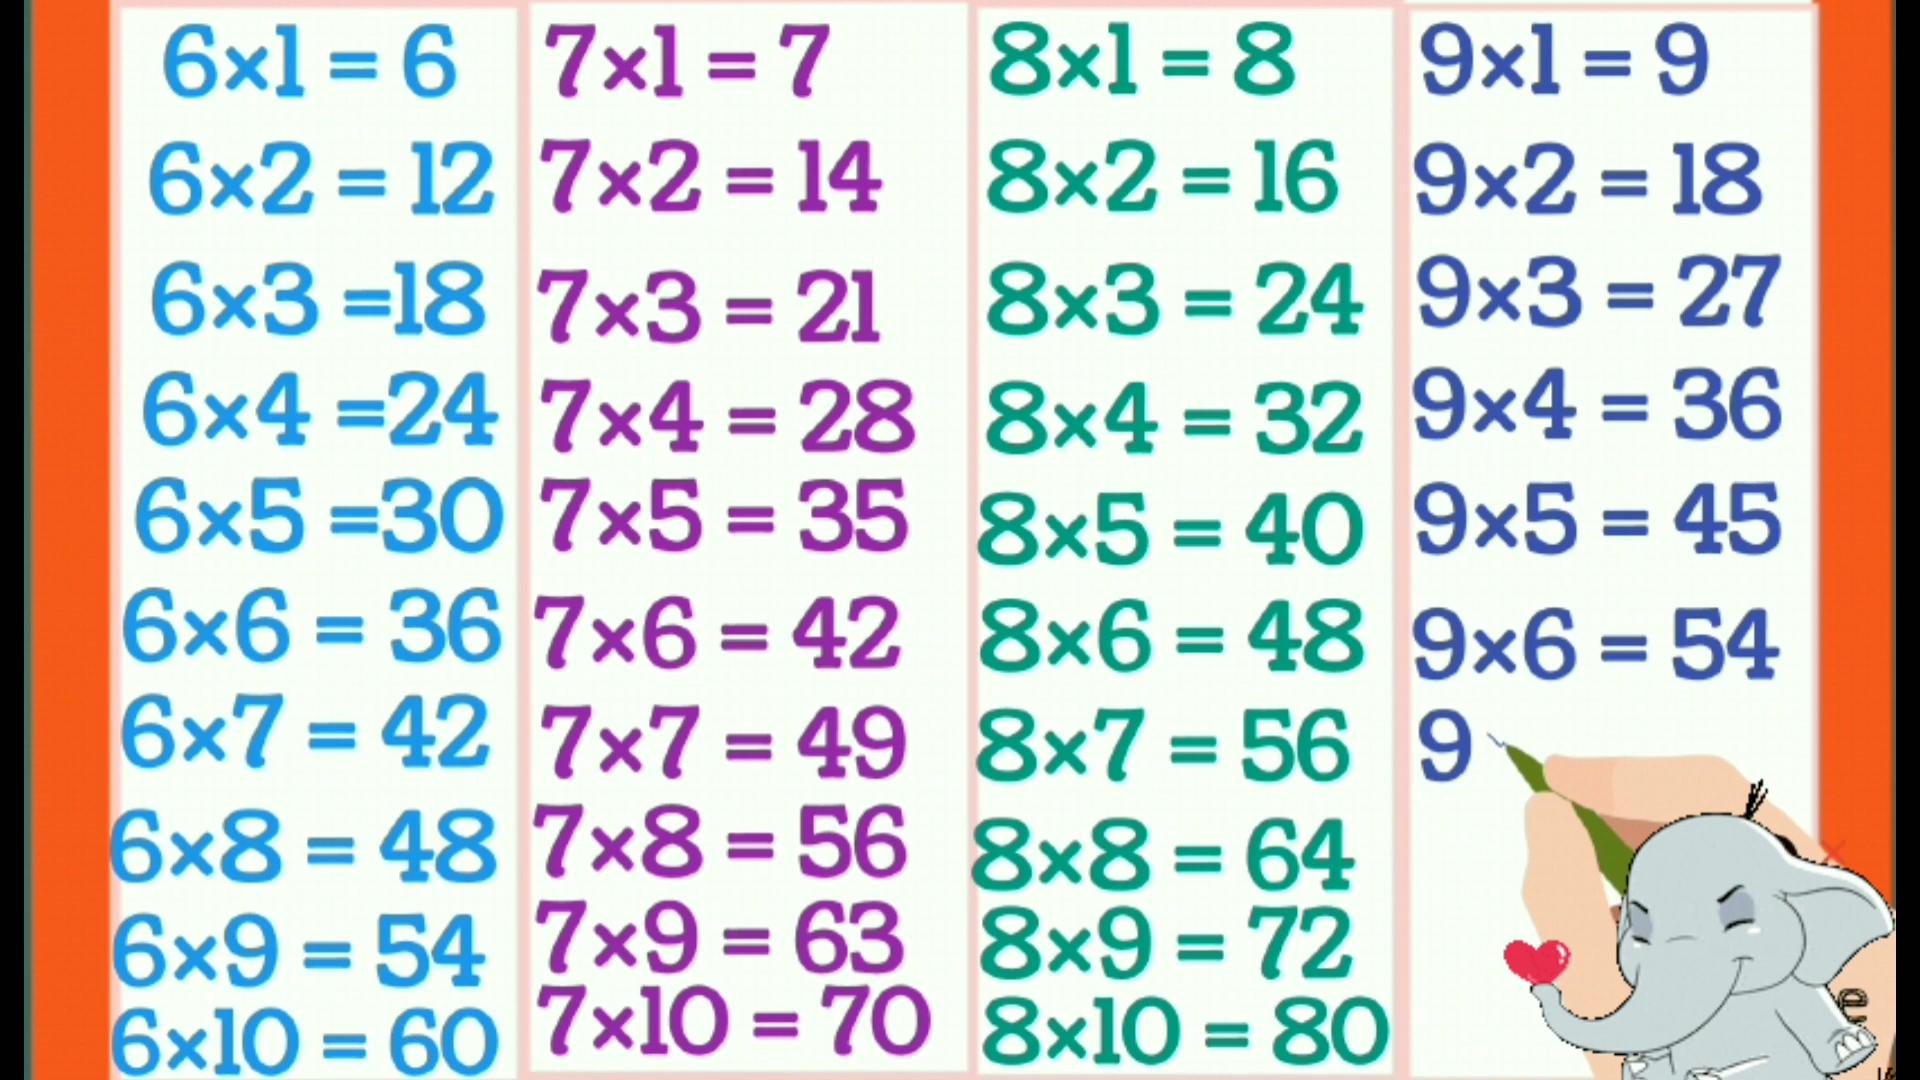 6×1 = 6
6×2 = 12
6×3 =18
6×4 =24
6×5 =30
6×6 = 36
6×7 = 42
6×8 = 48
6×9 = 54
6×10 = 60
7×1 = 7
7×2 = 14
7×3 = 21
7×4 = 28
7×5 = 35
7×6 = 42
7×7 = 49
7×8 = 56
7×9 = 63
7×10 = 70
8×1 = 8
8×2 = 16
8×3 = 24
8×4 = 32
8×5 = 40
8×6 = 48
8×7 = 56
8×8 = 64
8×9 = 72
8×10 = 80
9×1 = 9
9×2 = 18
9×3 = 27
9×4 = 36
9×5 = 45
9×6 = 54
9